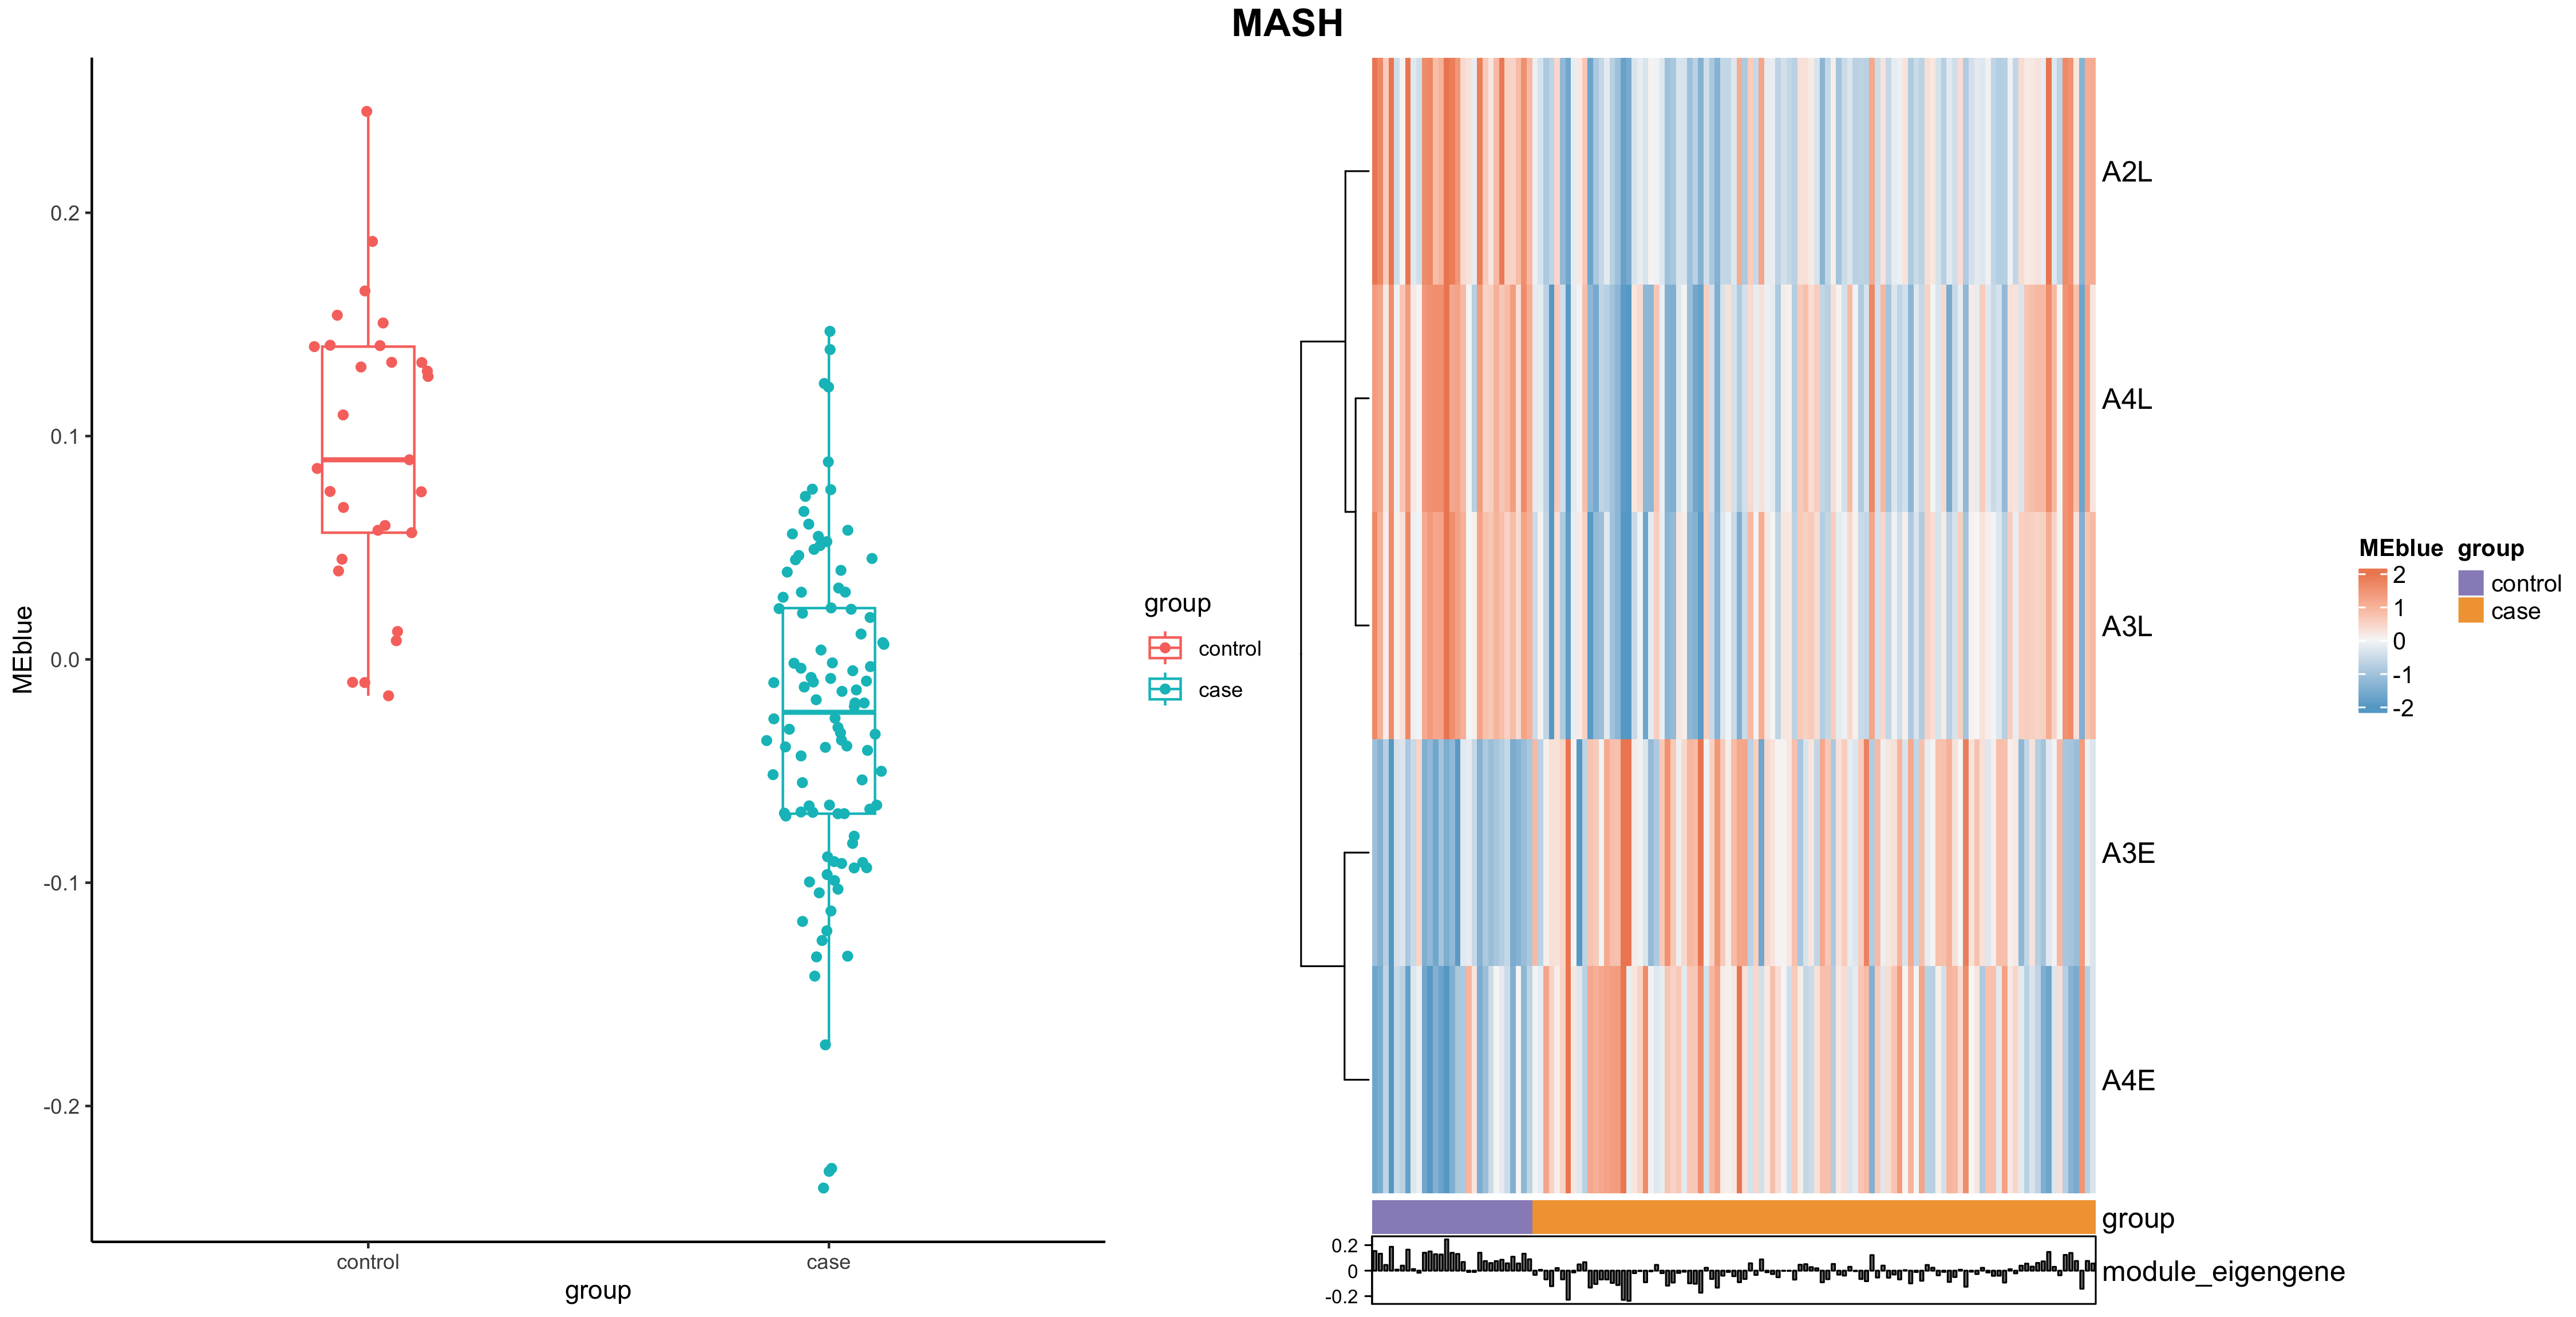 MASH
MEblue
0.2
0.1
0.0
-0.1
-0.2
control
case
group
group
control
case
A2L
A4L
A3L
A3E
A4E
group
0.2
0
-0.2
module_eigengene
MEblue
2
1
0
-1
-2
group
control
case